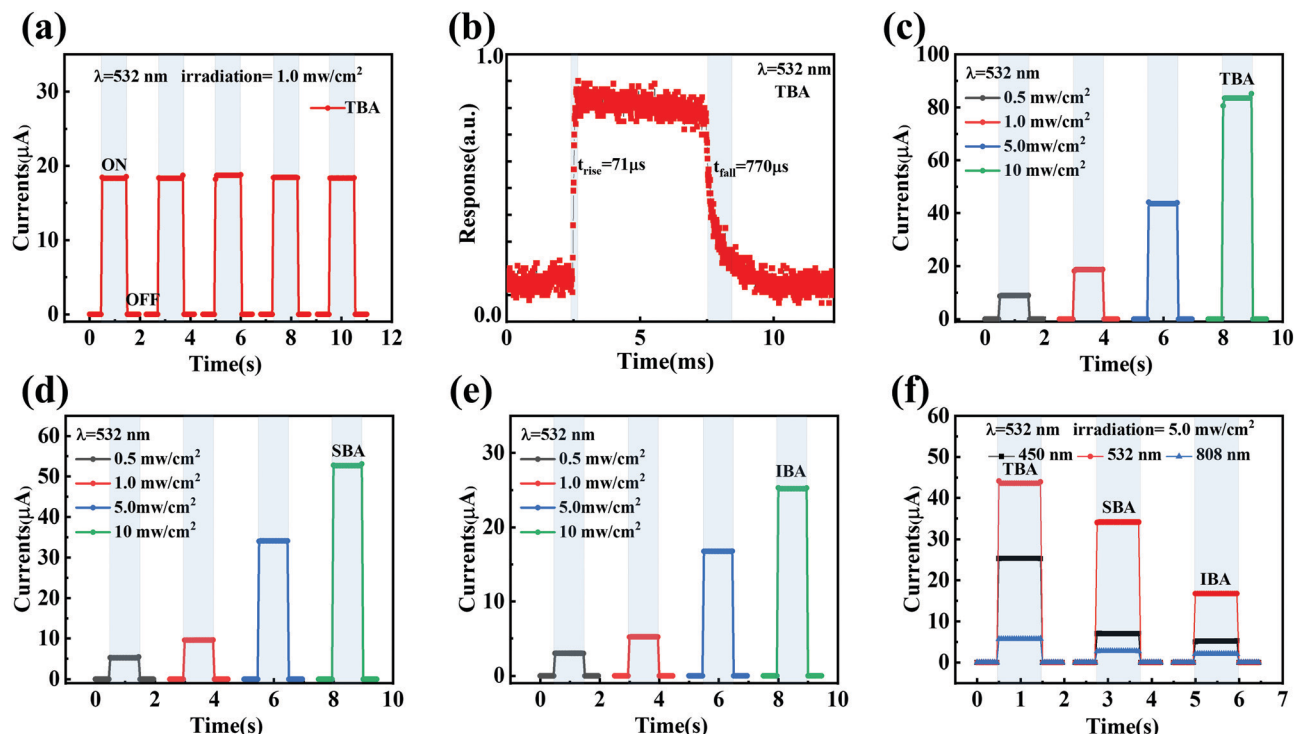 (a)
λ=532 nm irradiation= 1.0 mw/cm²
TBA
ON
OFF
30
20
10
0
Currents(μA)
0 2 4 6 8 10 12
Time(s)
(b)
λ=532 nm
TBA
t_rise=71μs
t_fall=770μs
1.0
0.0
Response(a.u.)
0 5 10
Time(ms)
(c)
λ=532 nm
0.5 mw/cm²
1.0 mw/cm²
5.0mw/cm²
10 mw/cm²
TBA
100
80
60
40
20
0
Currents(μA)
0 2 4 6 8 10
Time(s)
(d)
λ=532 nm
0.5 mw/cm²
1.0 mw/cm²
5.0mw/cm²
10 mw/cm²
SBA
60
50
40
30
20
10
0
Currents(μA)
0 2 4 6 8 10
Time(s)
(e)
λ=532 nm
0.5 mw/cm²
1.0 mw/cm²
5.0mw/cm²
10 mw/cm²
IBA
30
20
10
0
Currents(μA)
0 2 4 6 8 10
Time(s)
(f)
λ=532 nm irradiation= 5.0 mw/cm²
450 nm 532 nm 808 nm
TBA
SBA
IBA
60
50
40
30
20
10
0
Currents(μA)
0 1 2 3 4 5 6 7
Time(s)